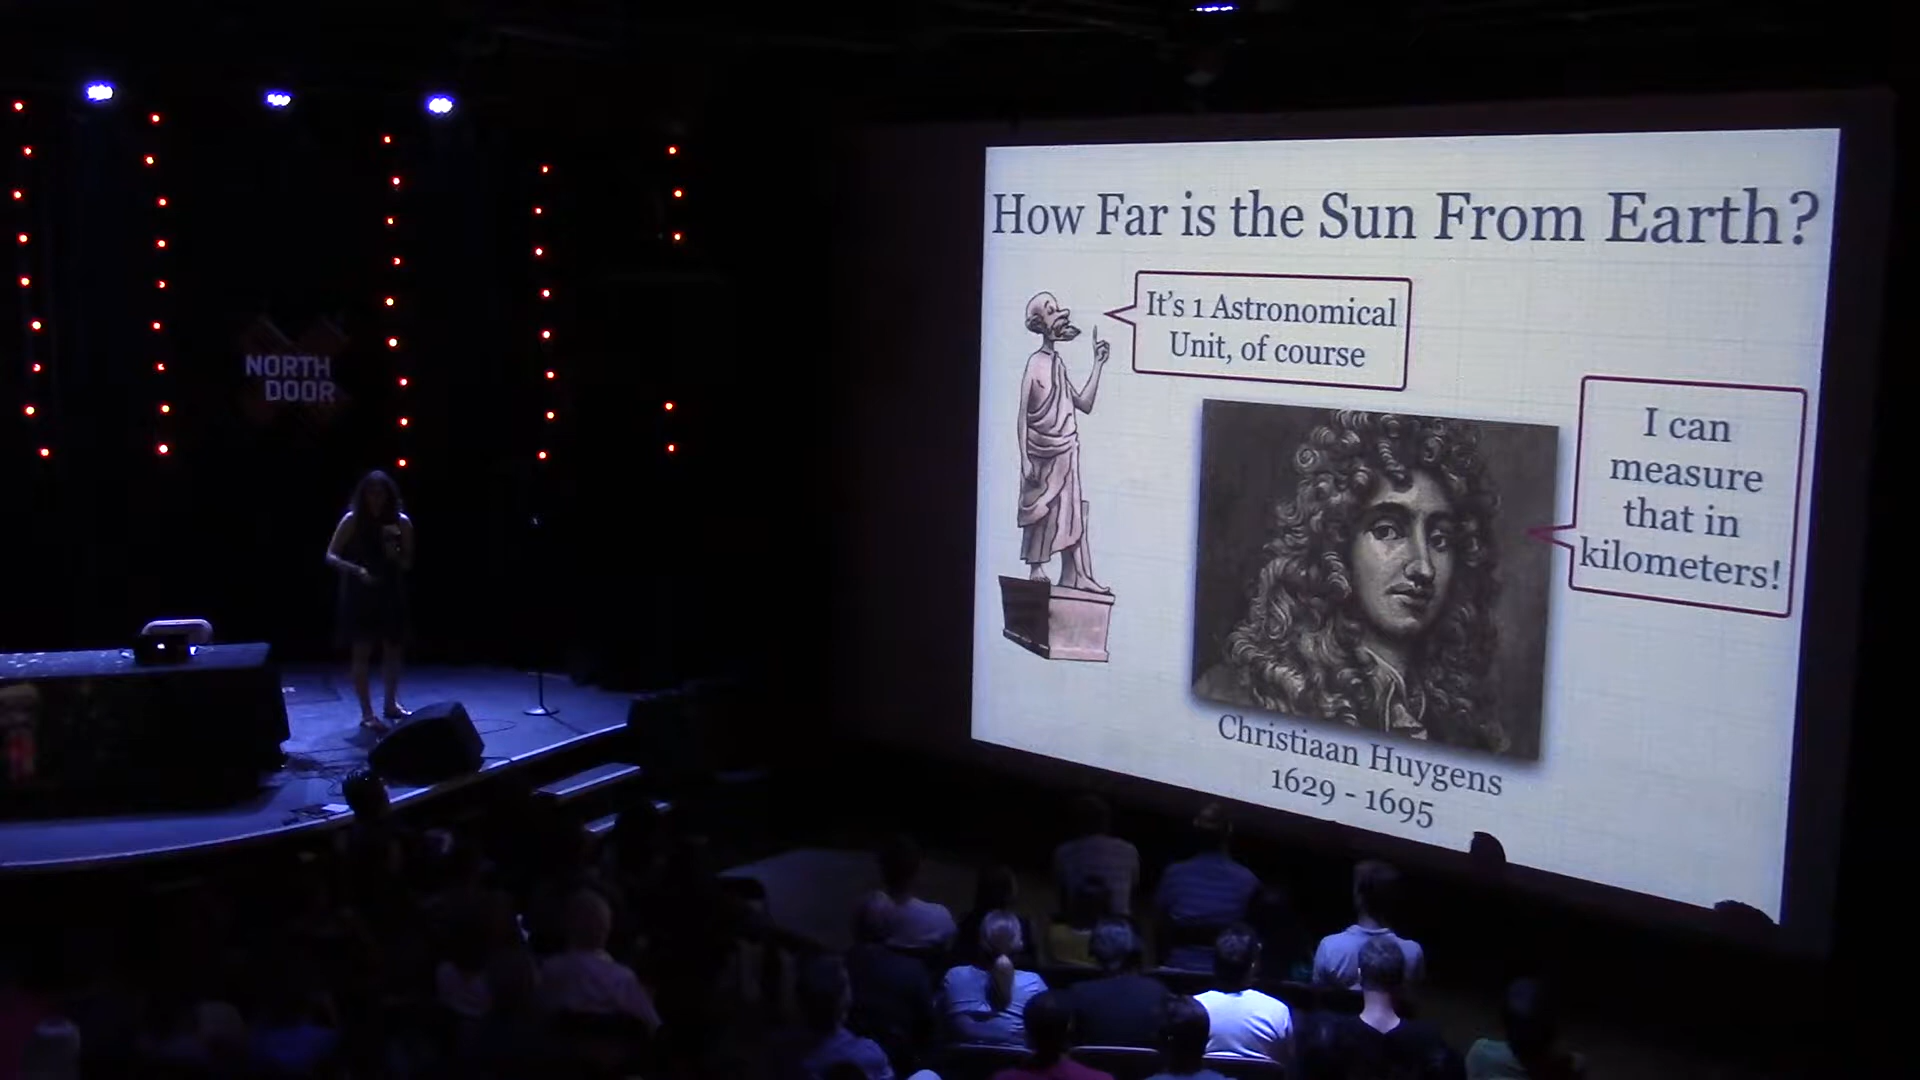 NORTH
DOOR
How Far is the Sun From Earth?
It's 1 Astronomical
Unit, of course
I can
measure
that in
kilometers!
Christiaan Huygens
1629 - 1695